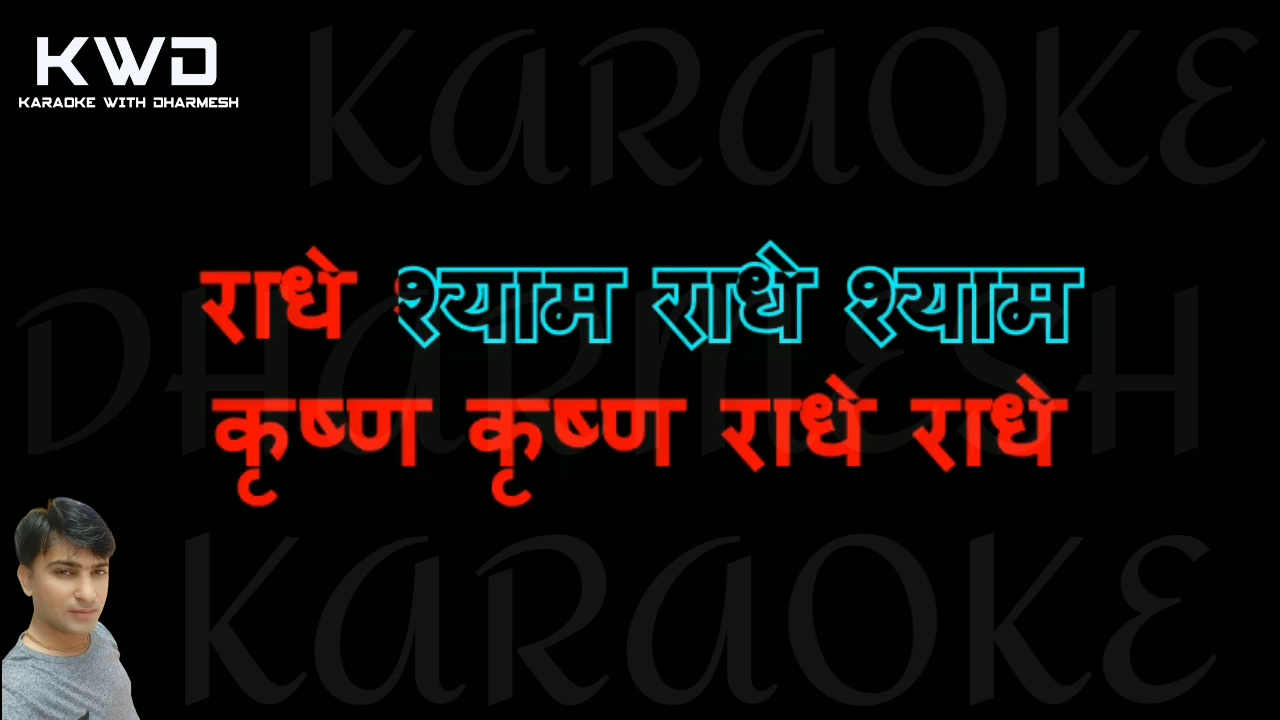 KWD
KARAOKE WITH DHARMESH
KARAOKE
राधे श्याम राधे श्याम
DHARMESH
कृष्ण कृष्ण राधे राधे
KARAOKE